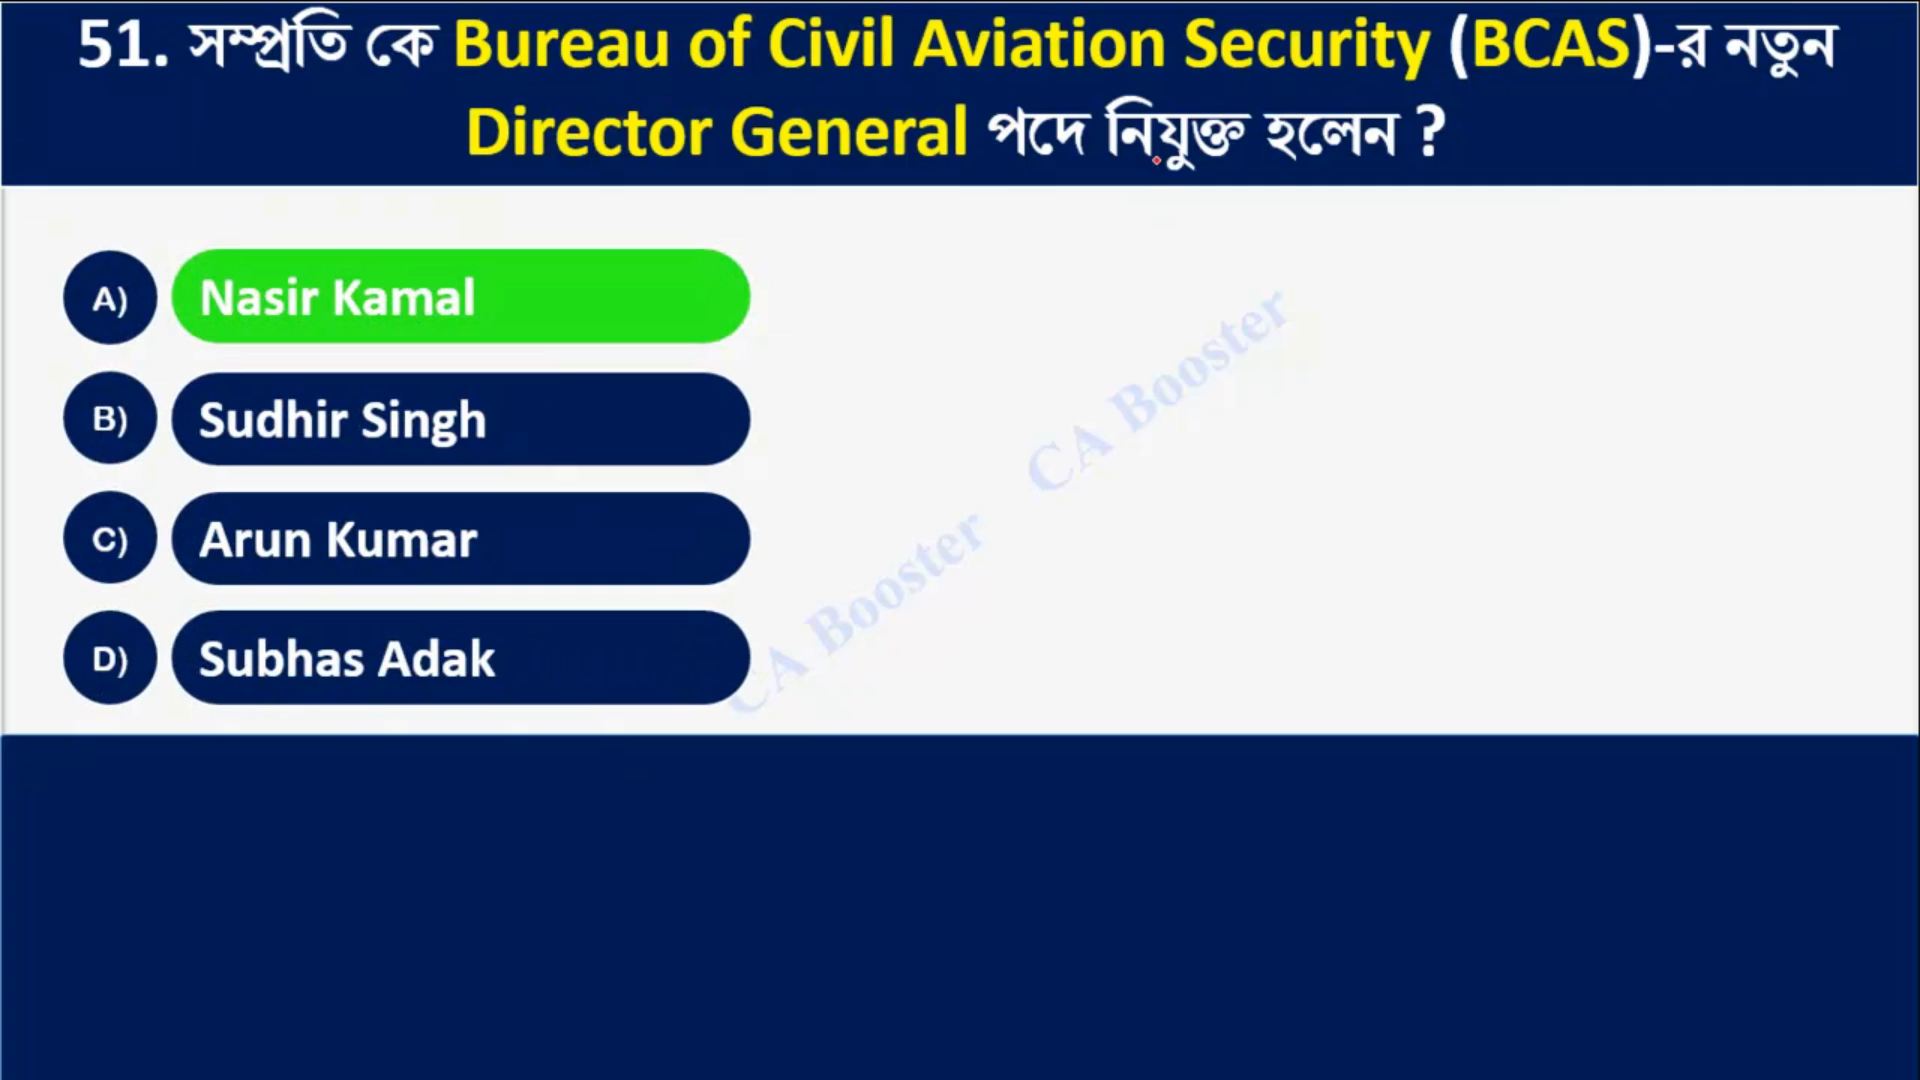 51. সম্প্রতি কে Bureau of Civil Aviation Security (BCAS)-র নতুন
Director General পদে নিযুক্ত হলেন ?
A) Nasir Kamal
B) Sudhir Singh
C) Arun Kumar
D) Subhas Adak
CA Booster CA Booster